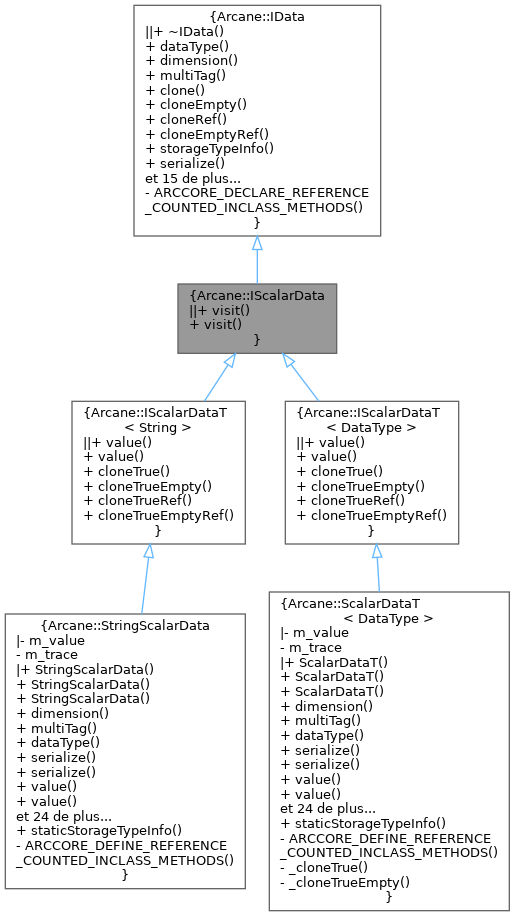 {Arcane::IData
||+ ~IData()
+ dataType()
+ dimension()
+ multiTag()
+ clone()
+ cloneEmpty()
+ cloneRef()
+ cloneEmptyRef()
+ storageTypeInfo()
+ serialize()
et 15 de plus...
- ARCCORE_DECLARE_REFERENCE
_COUNTED_INCLASS_METHODS()
}
{Arcane::IScalarData
||+ visit()
+ visit()
}
{Arcane::IScalarDataT
< String >
||+ value()
+ value()
+ cloneTrue()
+ cloneTrueEmpty()
+ cloneTrueRef()
+ cloneTrueEmptyRef()
}
{Arcane::IScalarDataT
< DataType >
||+ value()
+ value()
+ cloneTrue()
+ cloneTrueEmpty()
+ cloneTrueRef()
+ cloneTrueEmptyRef()
}
{Arcane::StringScalarData
|- m_value
- m_trace
|+ StringScalarData()
+ StringScalarData()
+ StringScalarData()
+ dimension()
+ multiTag()
+ dataType()
+ serialize()
+ serialize()
+ value()
+ value()
et 24 de plus...
+ staticStorageTypeInfo()
- ARCCORE_DEFINE_REFERENCE
_COUNTED_INCLASS_METHODS()
}
{Arcane::ScalarDataT
< DataType >
|- m_value
- m_trace
|+ ScalarDataT()
+ ScalarDataT()
+ ScalarDataT()
+ dimension()
+ multiTag()
+ dataType()
+ serialize()
+ serialize()
+ value()
+ value()
et 24 de plus...
+ staticStorageTypeInfo()
- ARCCORE_DEFINE_REFERENCE
_COUNTED_INCLASS_METHODS()
- _cloneTrue()
- _cloneTrueEmpty()
}